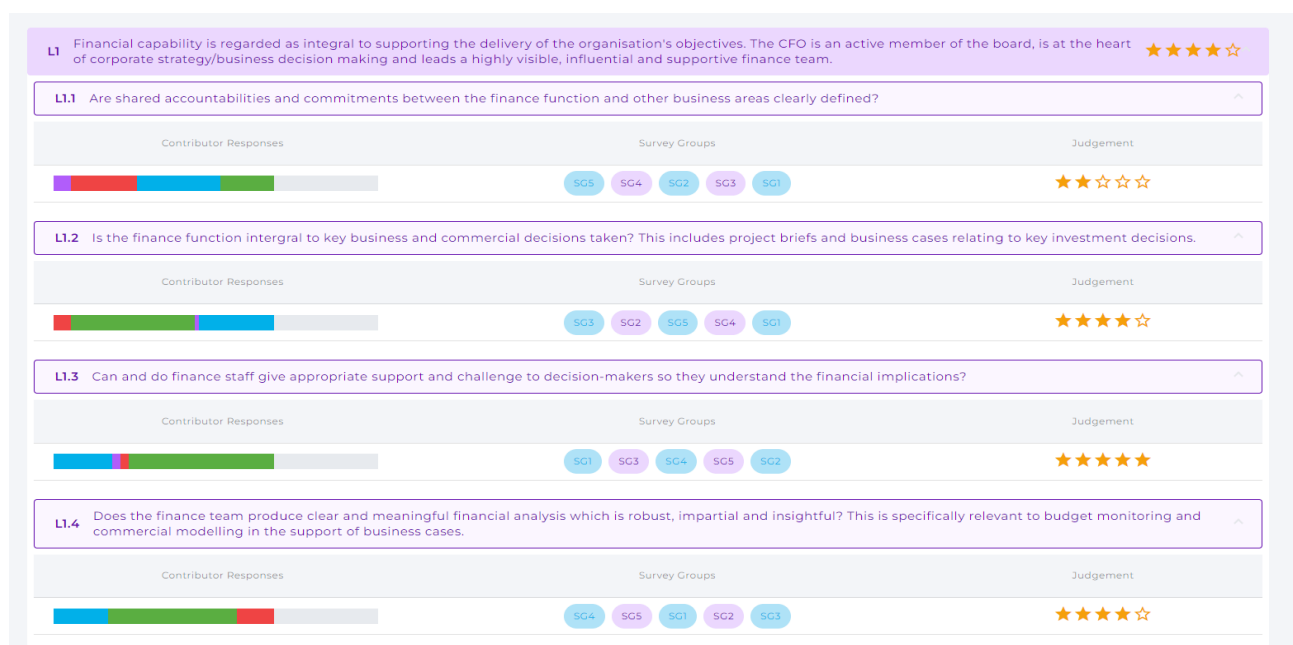 L1 Financial capability is regarded as integral to supporting the delivery of the organisation's objectives. The CFO is an active member of the board, is at the heart
of corporate strategy/business decision making and leads a highly visible, influential and supportive finance team.
L1.1 Are shared accountabilities and commitments between the finance function and other business areas clearly defined?
Contributor Responses Survey Groups Judgement
SG5 SG4 SG2 SG3 SG1
L1.2 Is the finance function intergral to key business and commercial decisions taken? This includes project briefs and business cases relating to key investment decisions.
Contributor Responses Survey Groups Judgement
SG3 SG2 SG5 SG4 SG1
L1.3 Can and do finance staff give appropriate support and challenge to decision-makers so they understand the financial implications?
Contributor Responses Survey Groups Judgement
SG1 SG3 SG4 SG5 SG2
L1.4 Does the finance team produce clear and meaningful financial analysis which is robust, impartial and insightful? This is specifically relevant to budget monitoring and
commercial modelling in the support of business cases.
Contributor Responses Survey Groups Judgement
SG4 SG5 SG1 SG2 SG3